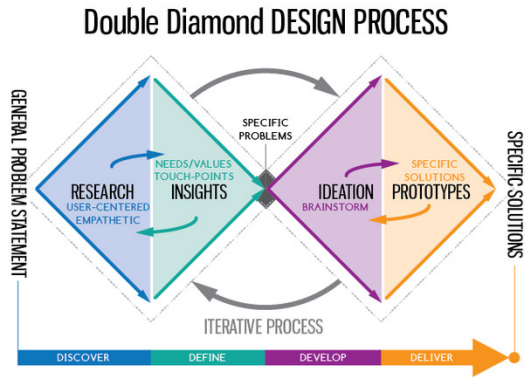 Double Diamond DESIGN PROCESS
GENERAL PROBLEM STATEMENT
SPECIFIC
PROBLEMS
SPECIFIC SOLUTIONS
RESEARCH
USER-CENTERED
EMPATHETIC
NEEDS/VALUES
TOUCH-POINTS
INSIGHTS
IDEATION
BRAINSTORM
SPECIFIC
SOLUTIONS
PROTOTYPES
ITERATIVE PROCESS
DISCOVER
DEFINE
DEVELOP
DELIVER